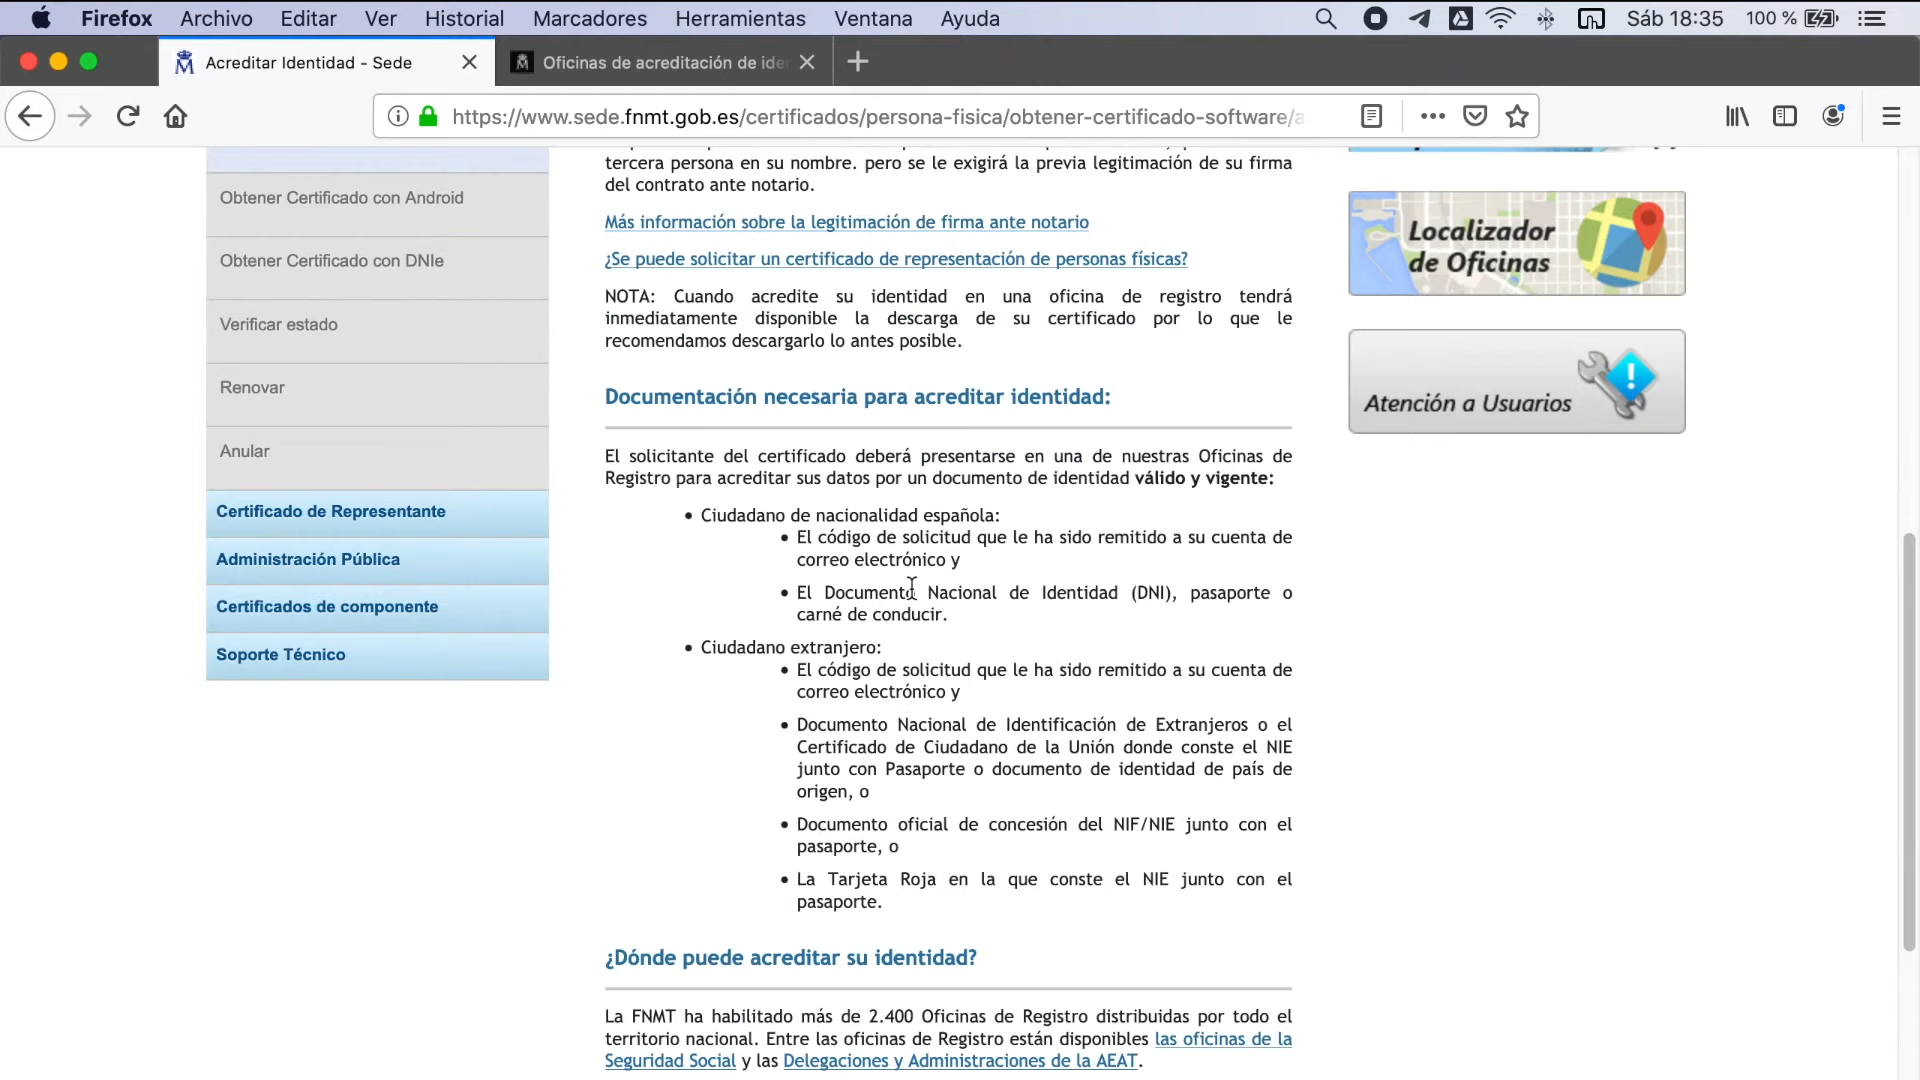 Firefox Archivo Editar Ver Historial Marcadores Herramientas Ventana Ayuda Sáb 18:35 100 %
Acreditar Identidad - Sede
Oficinas de acreditación de ide
https://www.sede.fnmt.gob.es/certificados/persona-fisica/obtener-certificado-software/a
Obtener Certificado con Android
Obtener Certificado con DNIe
Verificar estado
Renovar
Anular
Certificado de Representante
Administración Pública
Certificados de componente
Soporte Técnico
tercera persona en su nombre. pero se le exigirá la previa legitimación de su firma
del contrato ante notario.
Más información sobre la legitimación de firma ante notario
¿Se puede solicitar un certificado de representación de personas físicas?
NOTA: Cuando acredite su identidad en una oficina de registro tendrá
inmediatamente disponible la descarga de su certificado por lo que le
recomendamos descargarlo lo antes posible.
Documentación necesaria para acreditar identidad:
El solicitante del certificado deberá presentarse en una de nuestras Oficinas de
Registro para acreditar sus datos por un documento de identidad válido y vigente:
• Ciudadano de nacionalidad española:
• El código de solicitud que le ha sido remitido a su cuenta de
correo electrónico y
• El Documento Nacional de Identidad (DNI), pasaporte o
carné de conducir.
• Ciudadano extranjero:
• El código de solicitud que le ha sido remitido a su cuenta de
correo electrónico y
• Documento Nacional de Identificación de Extranjeros o el
Certificado de Ciudadano de la Unión donde conste el NIE
junto con Pasaporte o documento de identidad de país de
origen, o
• Documento oficial de concesión del NIF/NIE junto con el
pasaporte, o
• La Tarjeta Roja en la que conste el NIE junto con el
pasaporte.
¿Dónde puede acreditar su identidad?
La FNMT ha habilitado más de 2.400 Oficinas de Registro distribuidas por todo el
territorio nacional. Entre las oficinas de Registro están disponibles las oficinas de la
Seguridad Social y las Delegaciones y Administraciones de la AEAT.
Localizador
de Oficinas
Atención a Usuarios